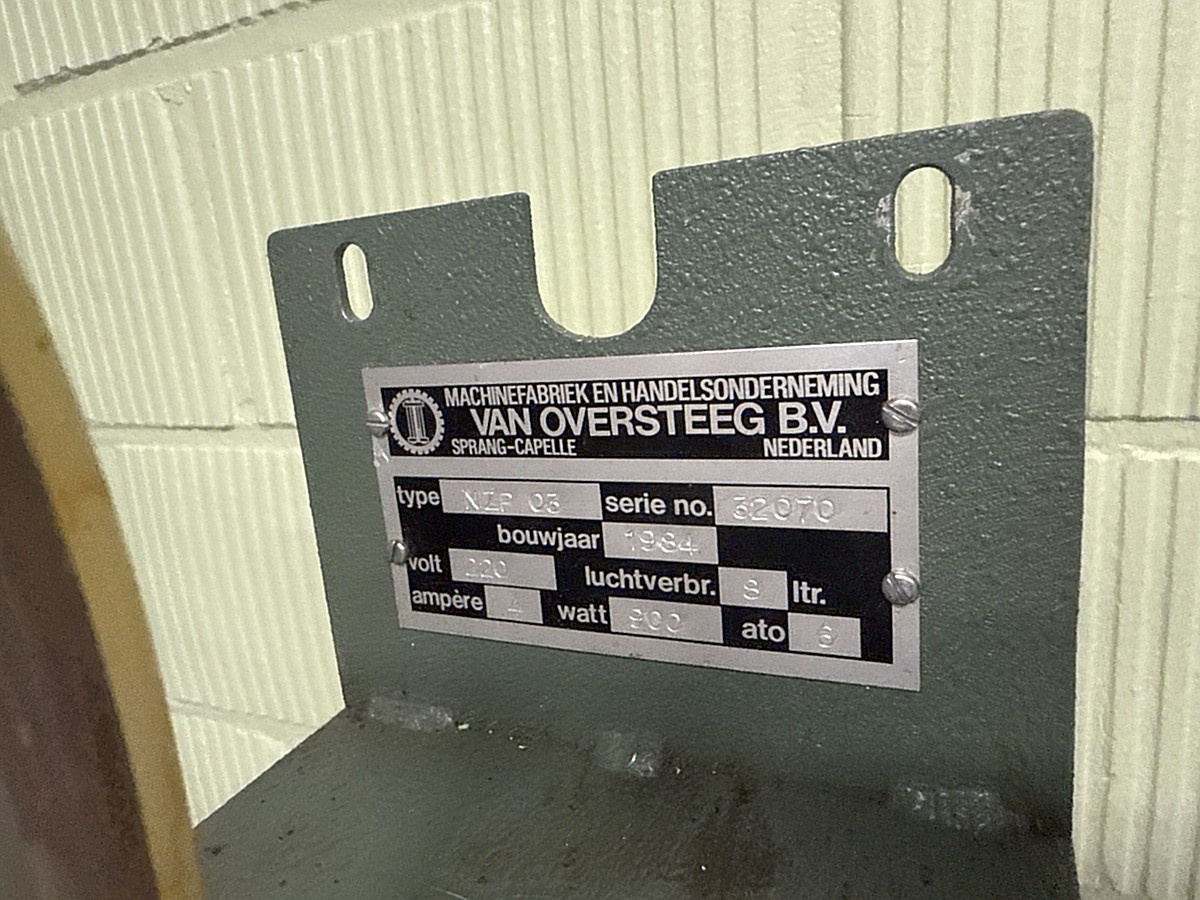 MACHINEFABRIEK EN HANDELSONDERNEMING
VAN OVERSTEEG B.V.
SPRANG-CAPELLE NEDERLAND
type NZP 03 serie no. 32070
bouwjaar 1984
volt 220 luchtverbr. 8 ltr.
ampère 4 watt 900 ato 6